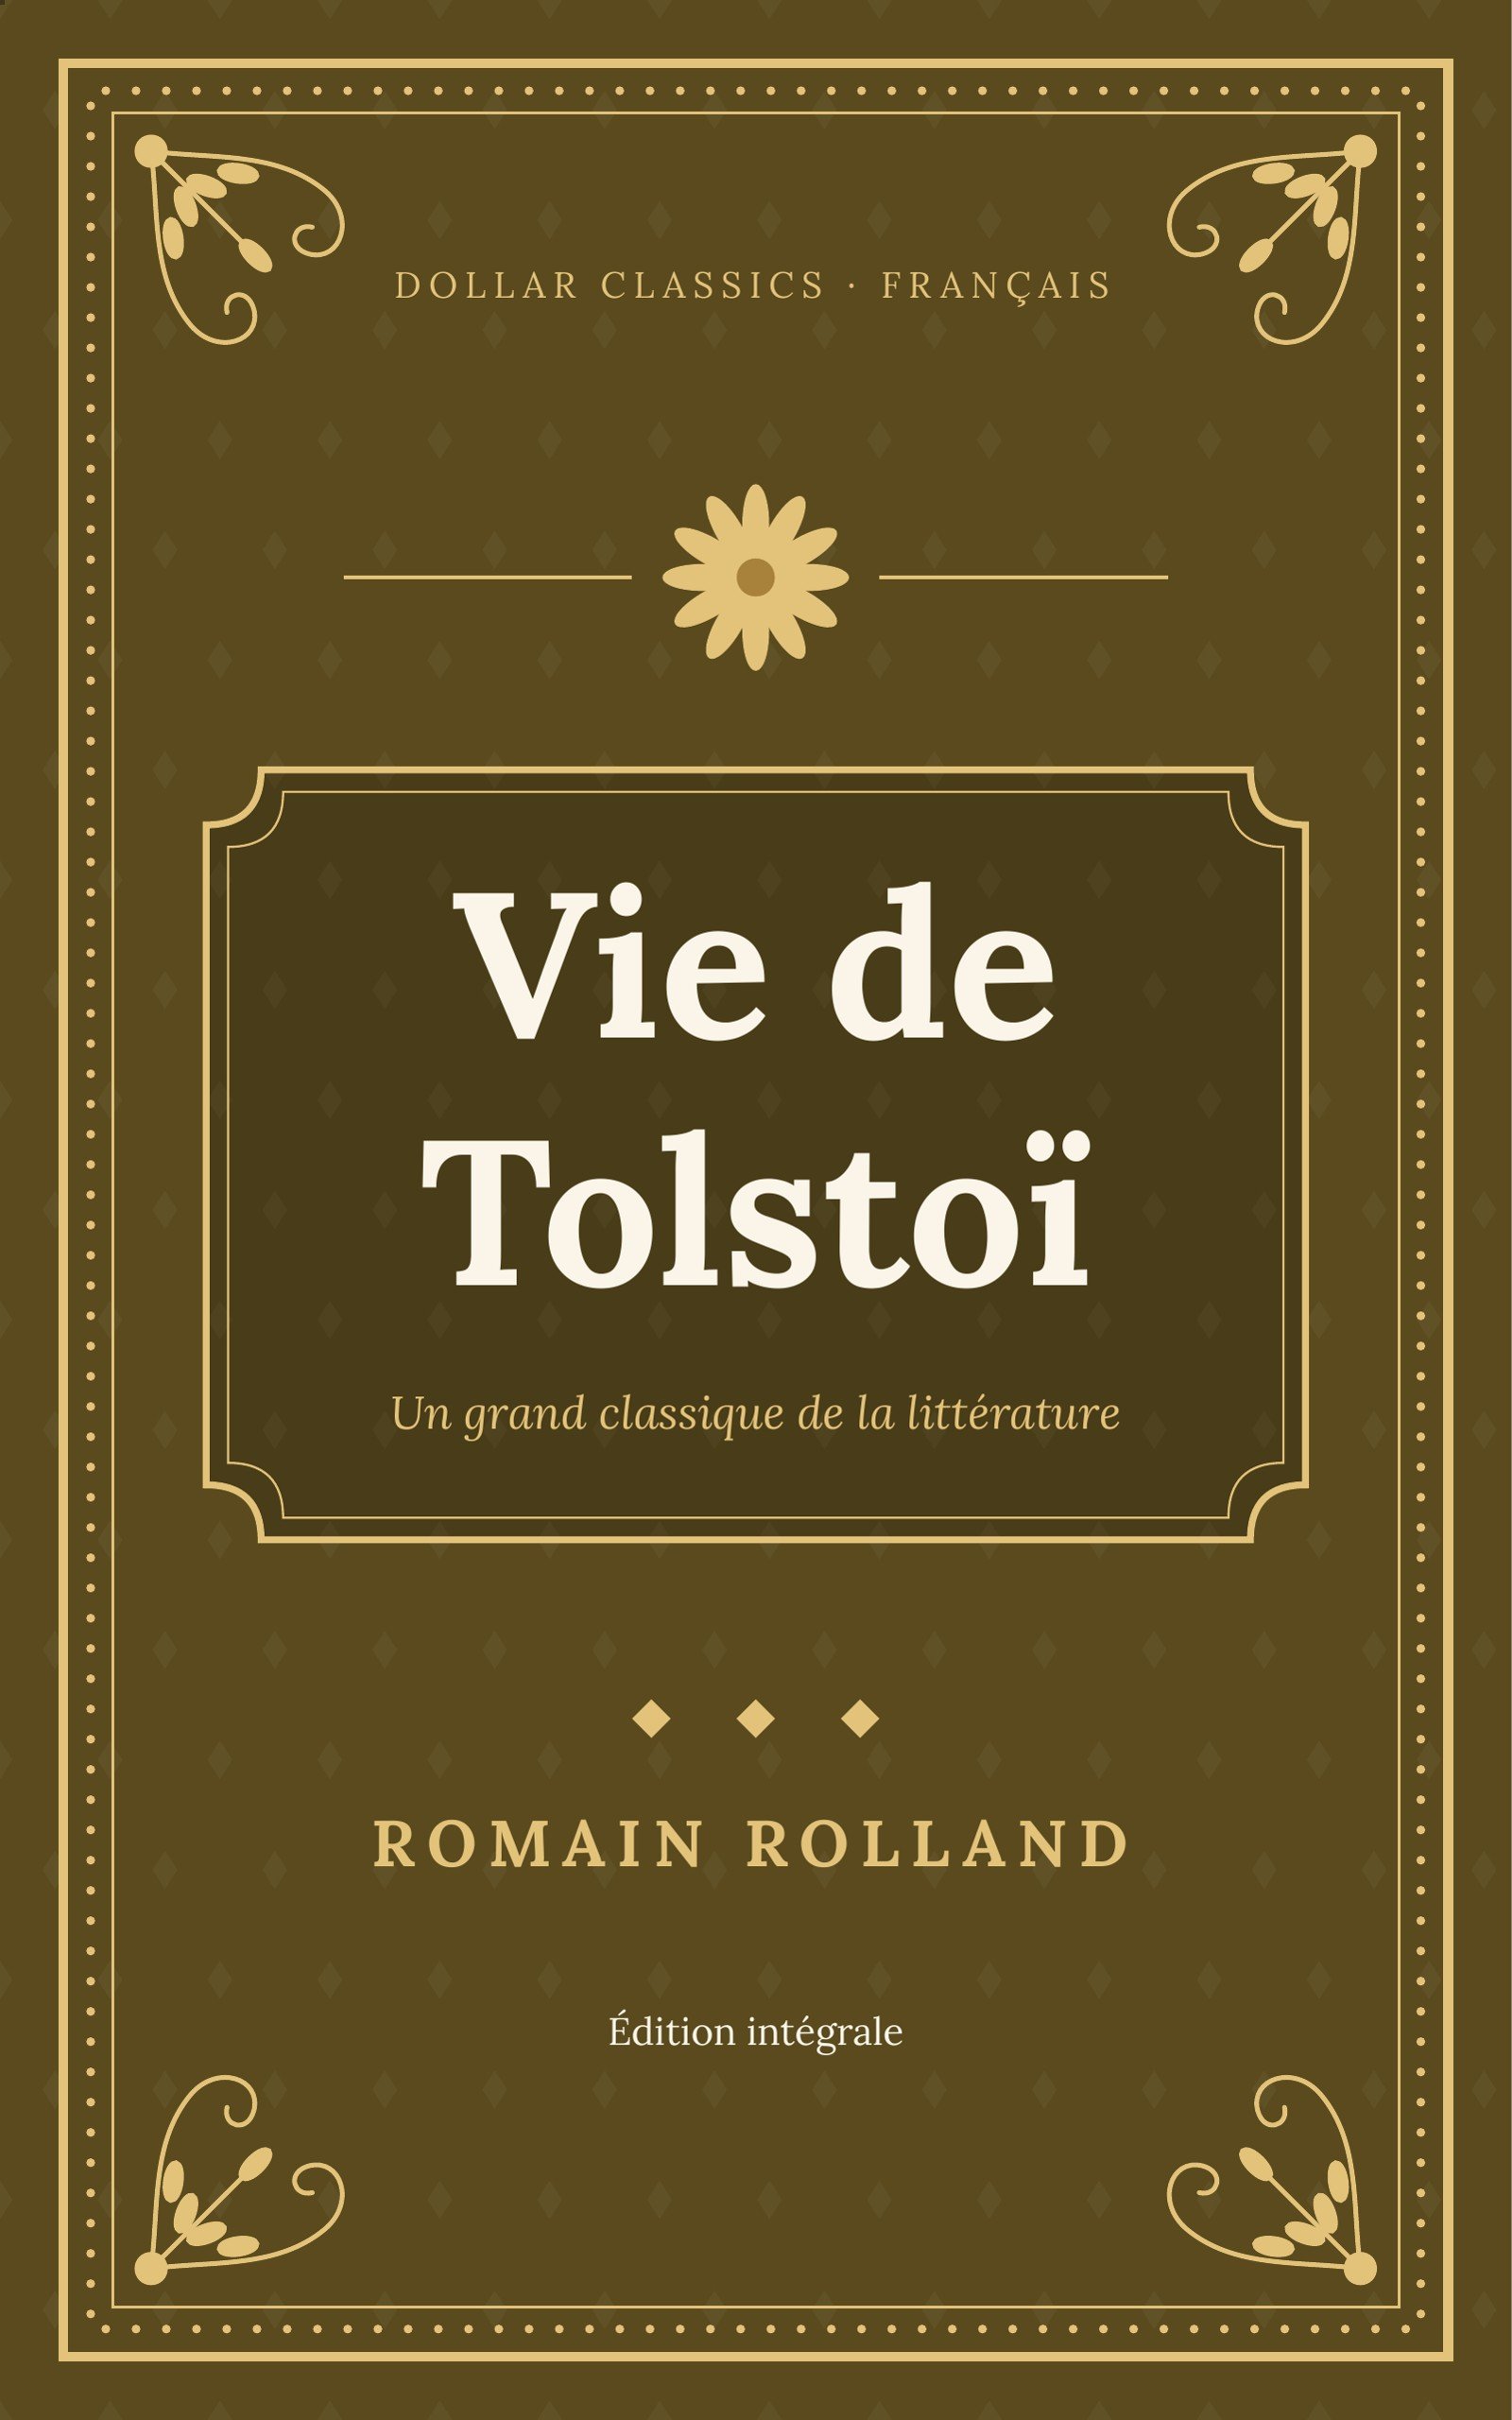 DOLLAR CLASSICS · FRANÇAIS
Vie de
Tolstoï
Un grand classique de la littérature
ROMAIN ROLLAND
Édition intégrale